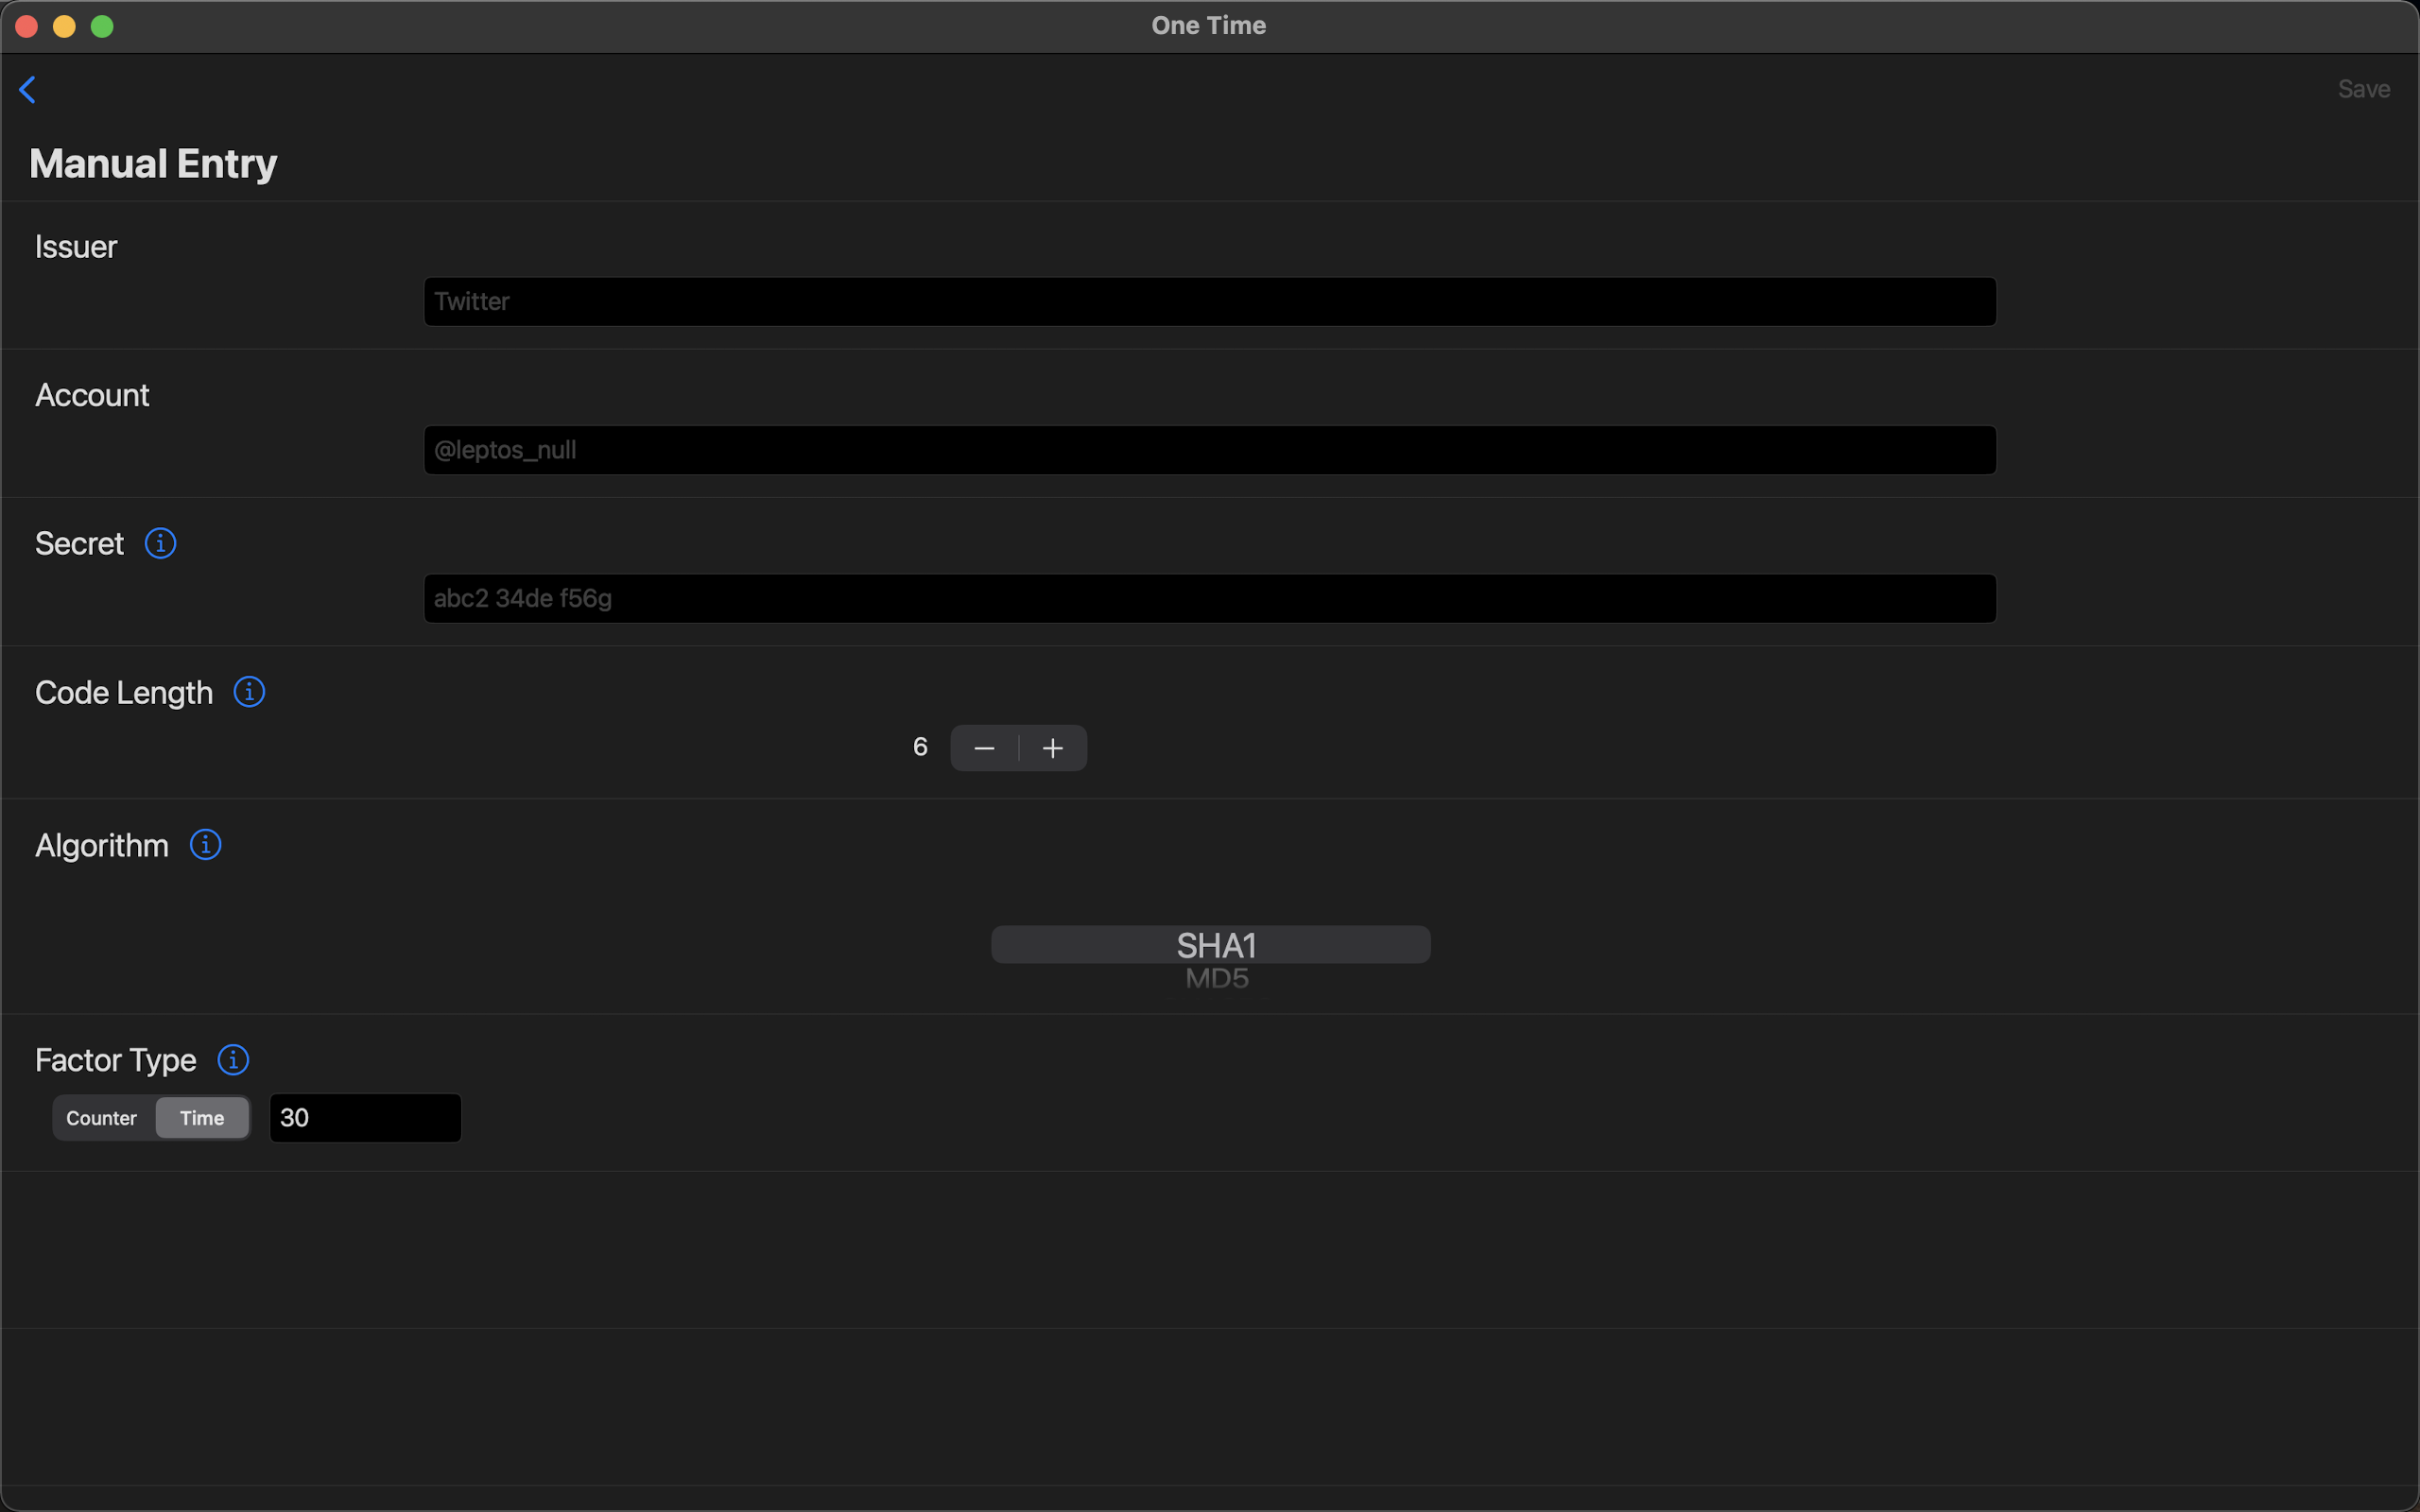 One Time
Save
Manual Entry
Issuer
Twitter
Account
@leptos_null
Secret
abc2 34de f56g
Code Length
6
Algorithm
SHA1
MD5
Factor Type
Counter Time 30